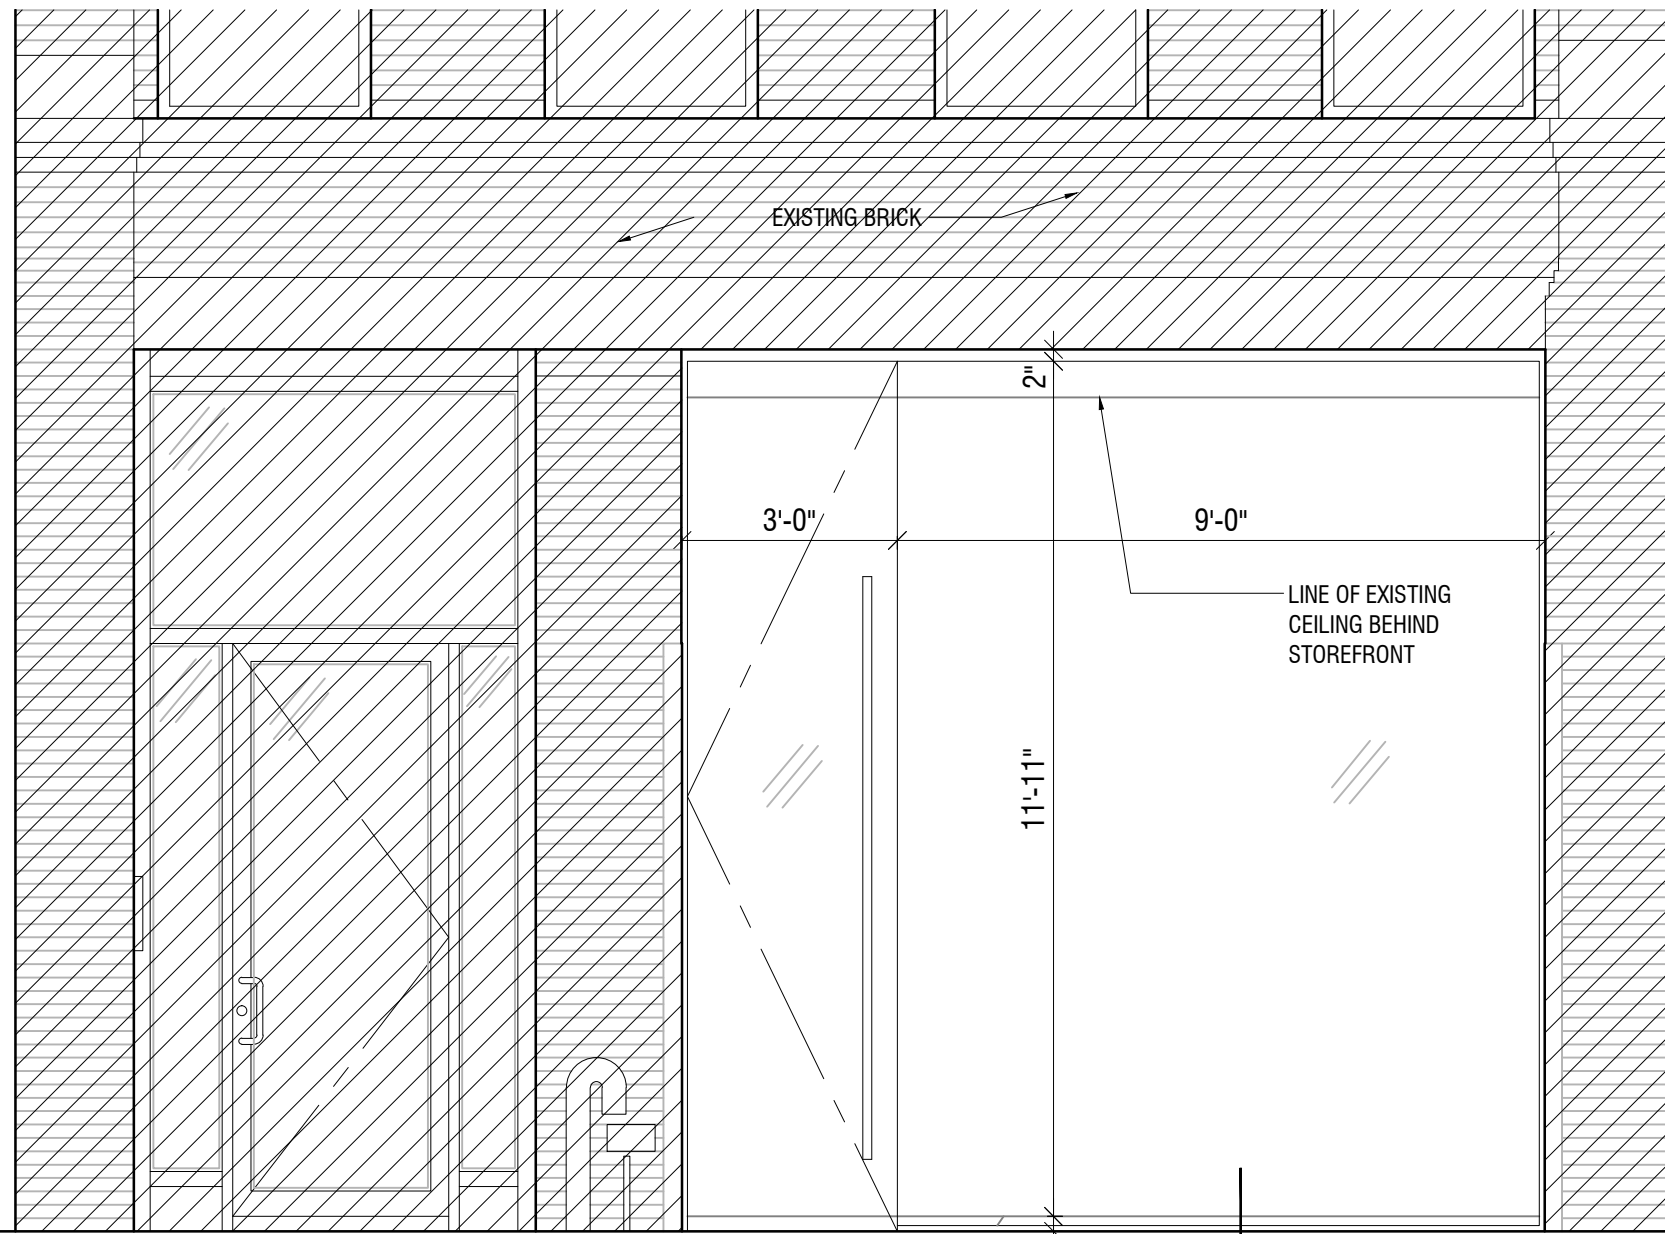 EXISTING BRICK
2"
3'-0"
9'-0"
LINE OF EXISTING
CEILING BEHIND
STOREFRONT
11'-11"